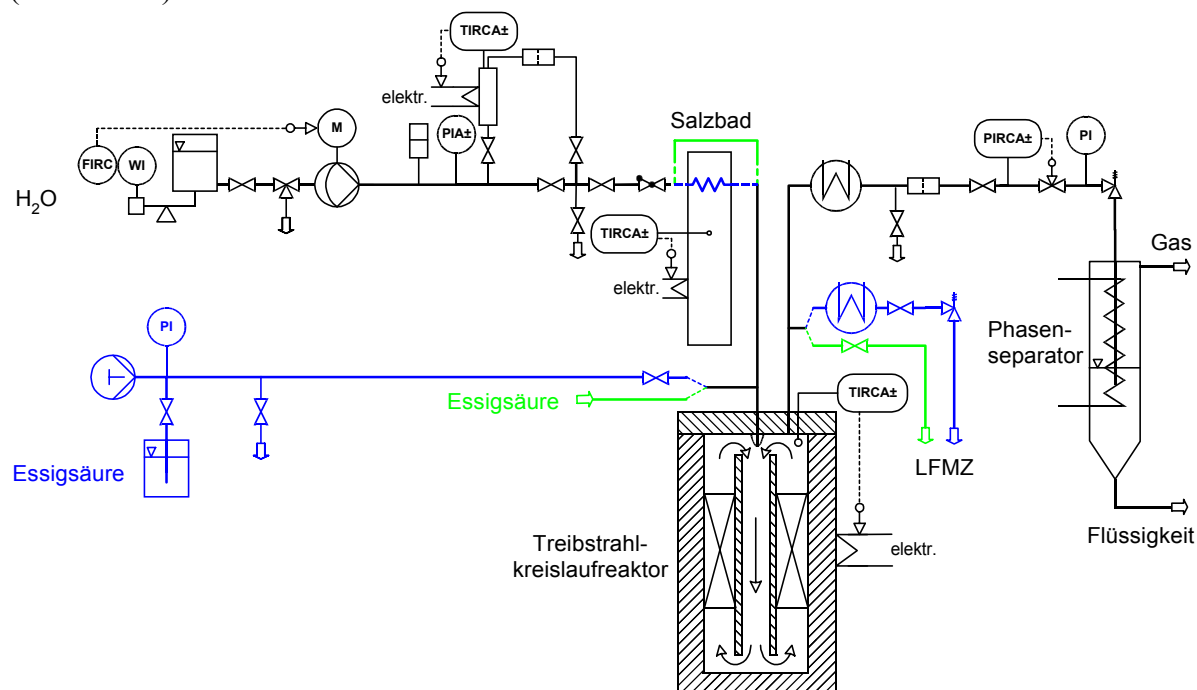 TIRCA±
elektr.
M
FIRC
WI
PIA±
H2O
Salzbad
TIRCA±
elektr.
PIRCA±
PI
Gas
Phasen-
separator
PI
Essigsäure
Essigsäure
TIRCA±
LFMZ
Treibstrahl-
kreislaufreaktor
elektr.
Flüssigkeit